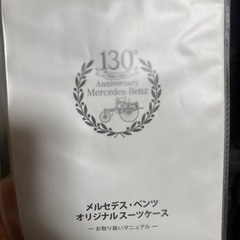 130
Anniversary
Mercedes-Benz
メルセデス・ベンツ
オリジナルスーツケース
―お取り扱いマニュアル―